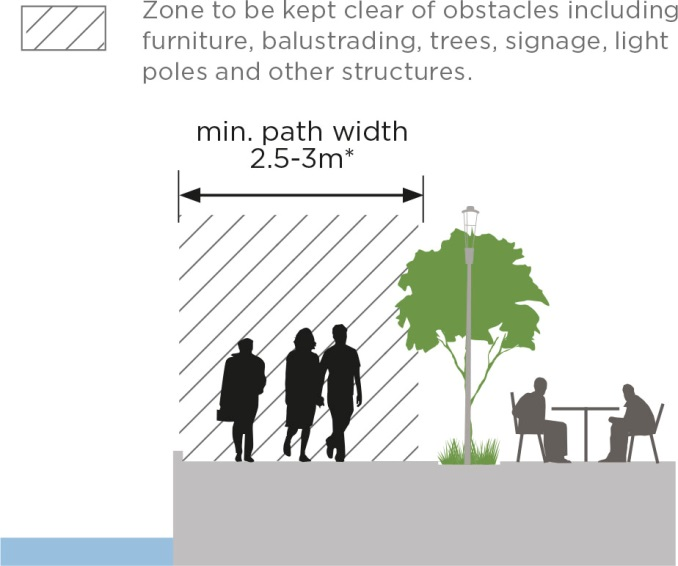 Zone to be kept clear of obstacles including
furniture, balustrading, trees, signage, light
poles and other structures.
min. path width
2.5-3m*